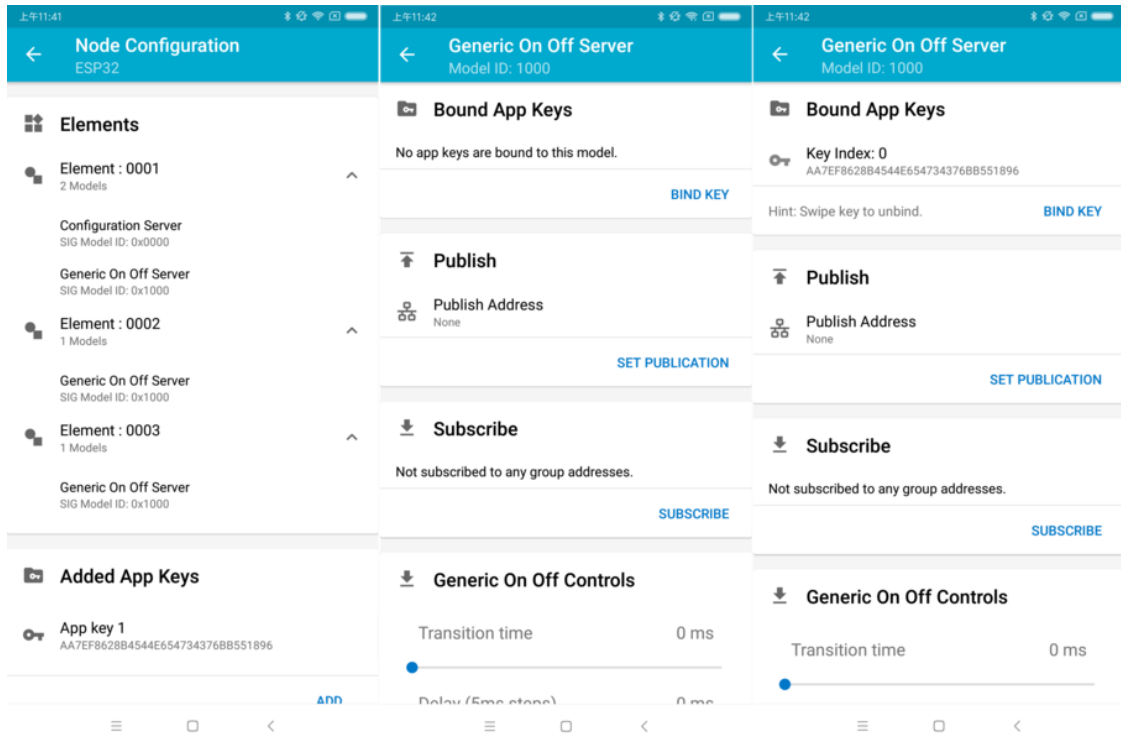 上午11:41
Node Configuration
ESP32
Elements
Element : 0001
2 Models
Configuration Server
SIG Model ID: 0x0000
Generic On Off Server
SIG Model ID: 0x1000
Element : 0002
1 Models
Generic On Off Server
SIG Model ID: 0x1000
Element : 0003
1 Models
Generic On Off Server
SIG Model ID: 0x1000
Added App Keys
App key 1
AA7EF8628B4544E654734376BB551896
ADD
上午11:42
Generic On Off Server
Model ID: 1000
Bound App Keys
No app keys are bound to this model.
BIND KEY
Publish
Publish Address
None
SET PUBLICATION
Subscribe
Not subscribed to any group addresses.
SUBSCRIBE
Generic On Off Controls
Transition time 0 ms
Delay (5ms steps) 0 ms
上午11:42
Generic On Off Server
Model ID: 1000
Bound App Keys
Key Index: 0
AA7EF8628B4544E654734376BB551896
Hint: Swipe key to unbind. BIND KEY
Publish
Publish Address
None
SET PUBLICATION
Subscribe
Not subscribed to any group addresses.
SUBSCRIBE
Generic On Off Controls
Transition time 0 ms